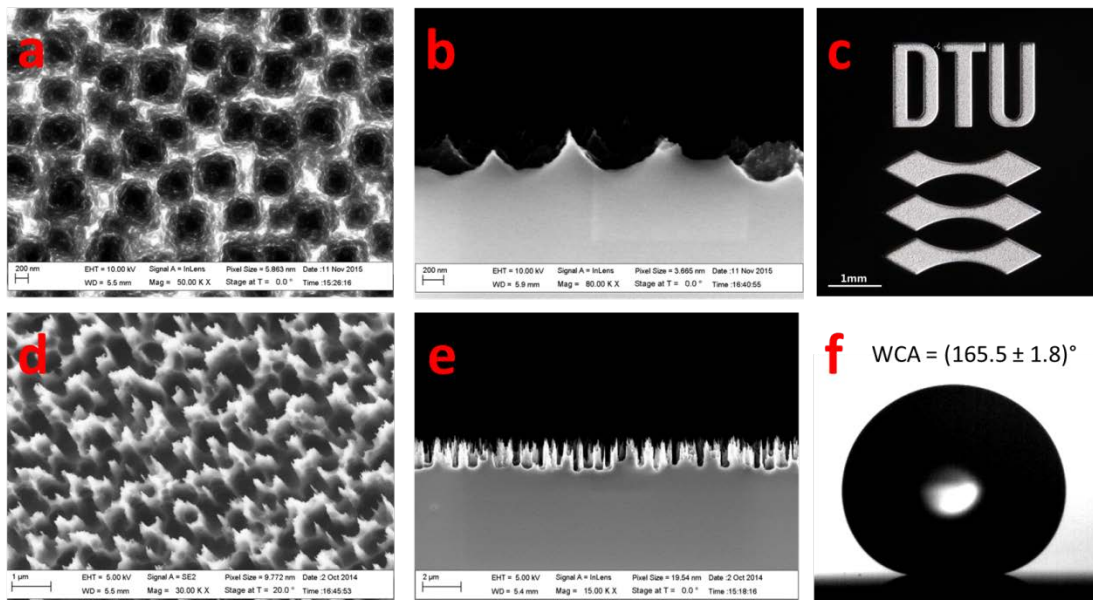 a
200 nm
EHT = 10.00 kV Signal A = InLens Pixel Size = 5.863 nm Date :11 Nov 2015
WD = 5.5 mm Mag = 50.00 K X Stage at T = 0.0 ° Time :15:26:16
b
200 nm
EHT = 10.00 kV Signal A = InLens Pixel Size = 3.665 nm Date :11 Nov 2015
WD = 5.9 mm Mag = 80.00 K X Stage at T = 0.0 ° Time :16:40:55
c
DTU
1mm
d
1 µm
EHT = 5.00 kV Signal A = SE2 Pixel Size = 9.772 nm Date :2 Oct 2014
WD = 5.5 mm Mag = 30.00 K X Stage at T = 20.0 ° Time :16:45:53
e
2 µm
EHT = 5.00 kV Signal A = InLens Pixel Size = 19.54 nm Date :2 Oct 2014
WD = 5.4 mm Mag = 15.00 K X Stage at T = 0.0 ° Time :15:18:16
f
WCA = (165.5 ± 1.8)°